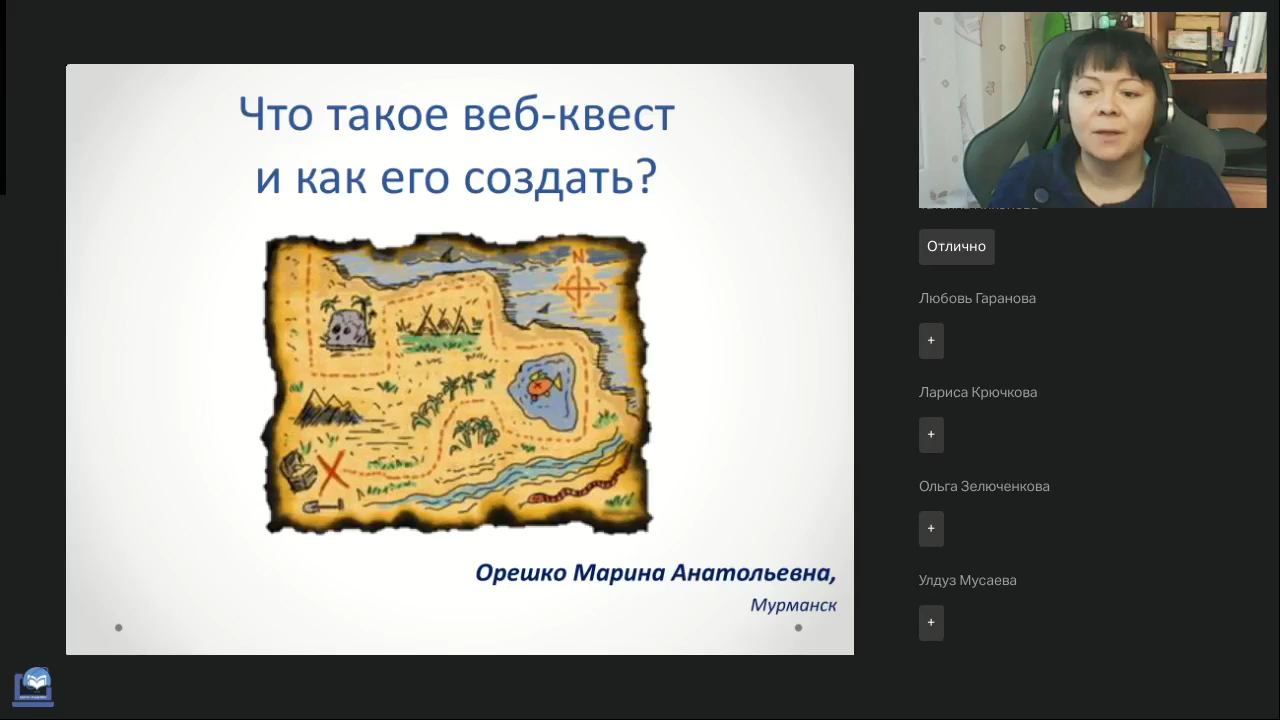 Что такое веб-квест
и как его создать?
N
Орешко Марина Анатольевна,
Мурманск
Отлично
Любовь Гаранова
+
Лариса Крючкова
+
Ольга Зелюченкова
+
Улдуз Мусаева
+